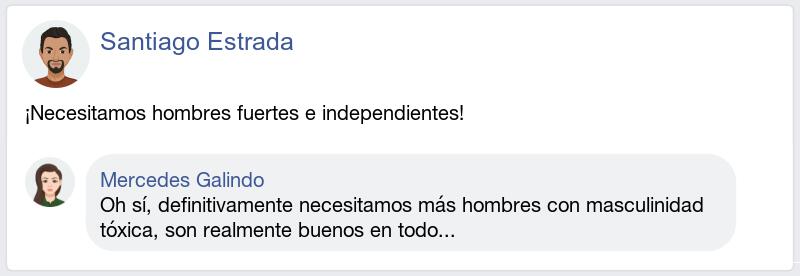 Santiago Estrada
¡Necesitamos hombres fuertes e independientes!
Mercedes Galindo
Oh sí, definitivamente necesitamos más hombres con masculinidad
tóxica, son realmente buenos en todo...